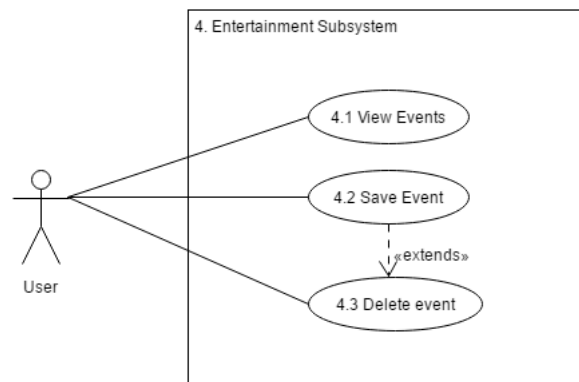 4. Entertainment Subsystem
4.1 View Events
4.2 Save Event
«extends»
4.3 Delete event
User